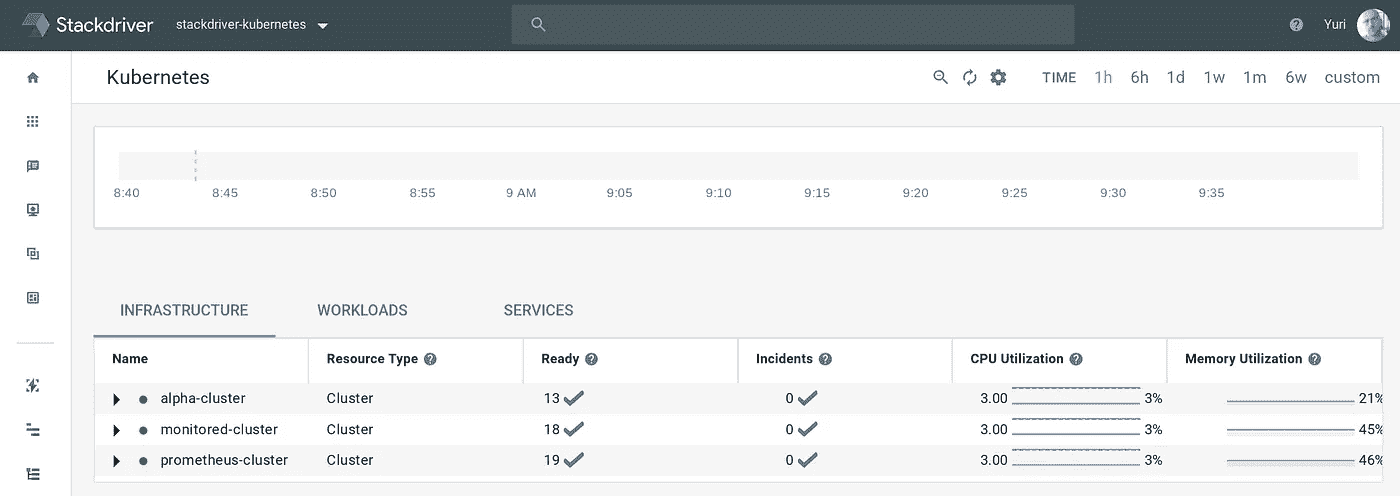 Stackdriver stackdriver-kubernetes Yuri
Kubernetes TIME 1h 6h 1d 1w 1m 6w custom
8:40 8:45 8:50 8:55 9 AM 9:05 9:10 9:15 9:20 9:25 9:30 9:35
INFRASTRUCTURE WORKLOADS SERVICES
Name Resource Type Ready Incidents CPU Utilization Memory Utilization
alpha-cluster Cluster 13 0 3.00 3% 21%
monitored-cluster Cluster 18 0 3.00 3% 45%
prometheus-cluster Cluster 19 0 3.00 3% 46%